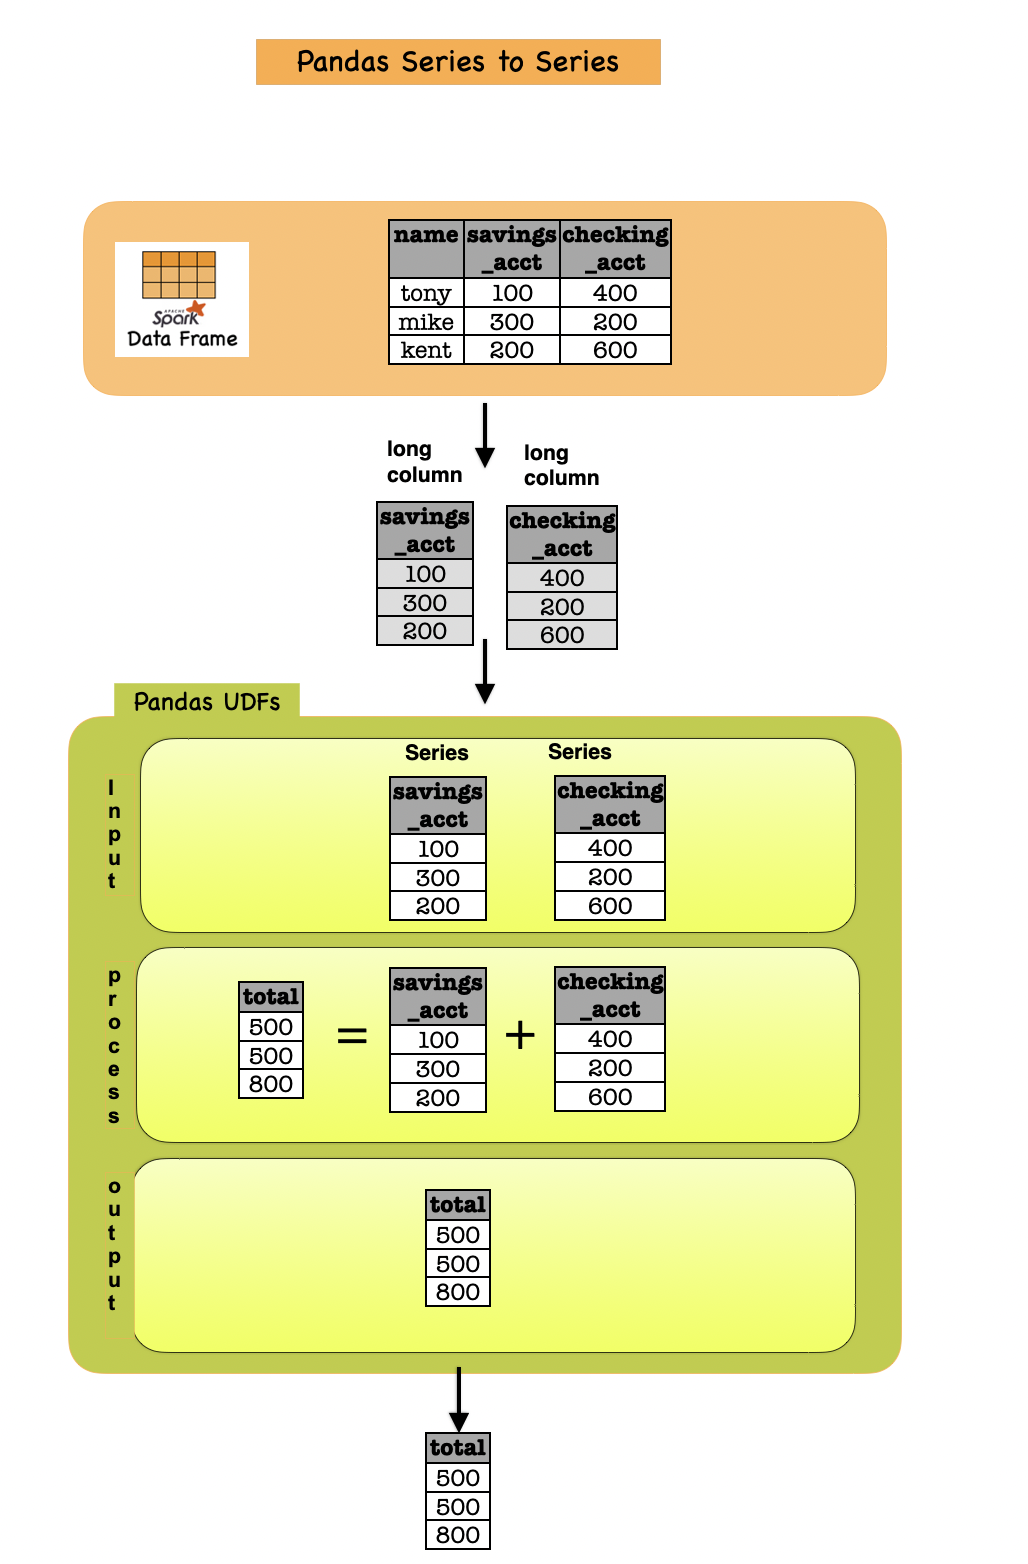 Pandas Series to Series
name savings checking
_acct _acct
tony 100 400
mike 300 200
kent 200 600
APACHE
Spark
Data Frame
long
column
long
column
savings
_acct
100
300
200
checking
_acct
400
200
600
Pandas UDFs
Input
Series
savings
_acct
100
300
200
Series
checking
_acct
400
200
600
process
total
500
500
800
=
savings
_acct
100
300
200
+
checking
_acct
400
200
600
output
total
500
500
800
total
500
500
800